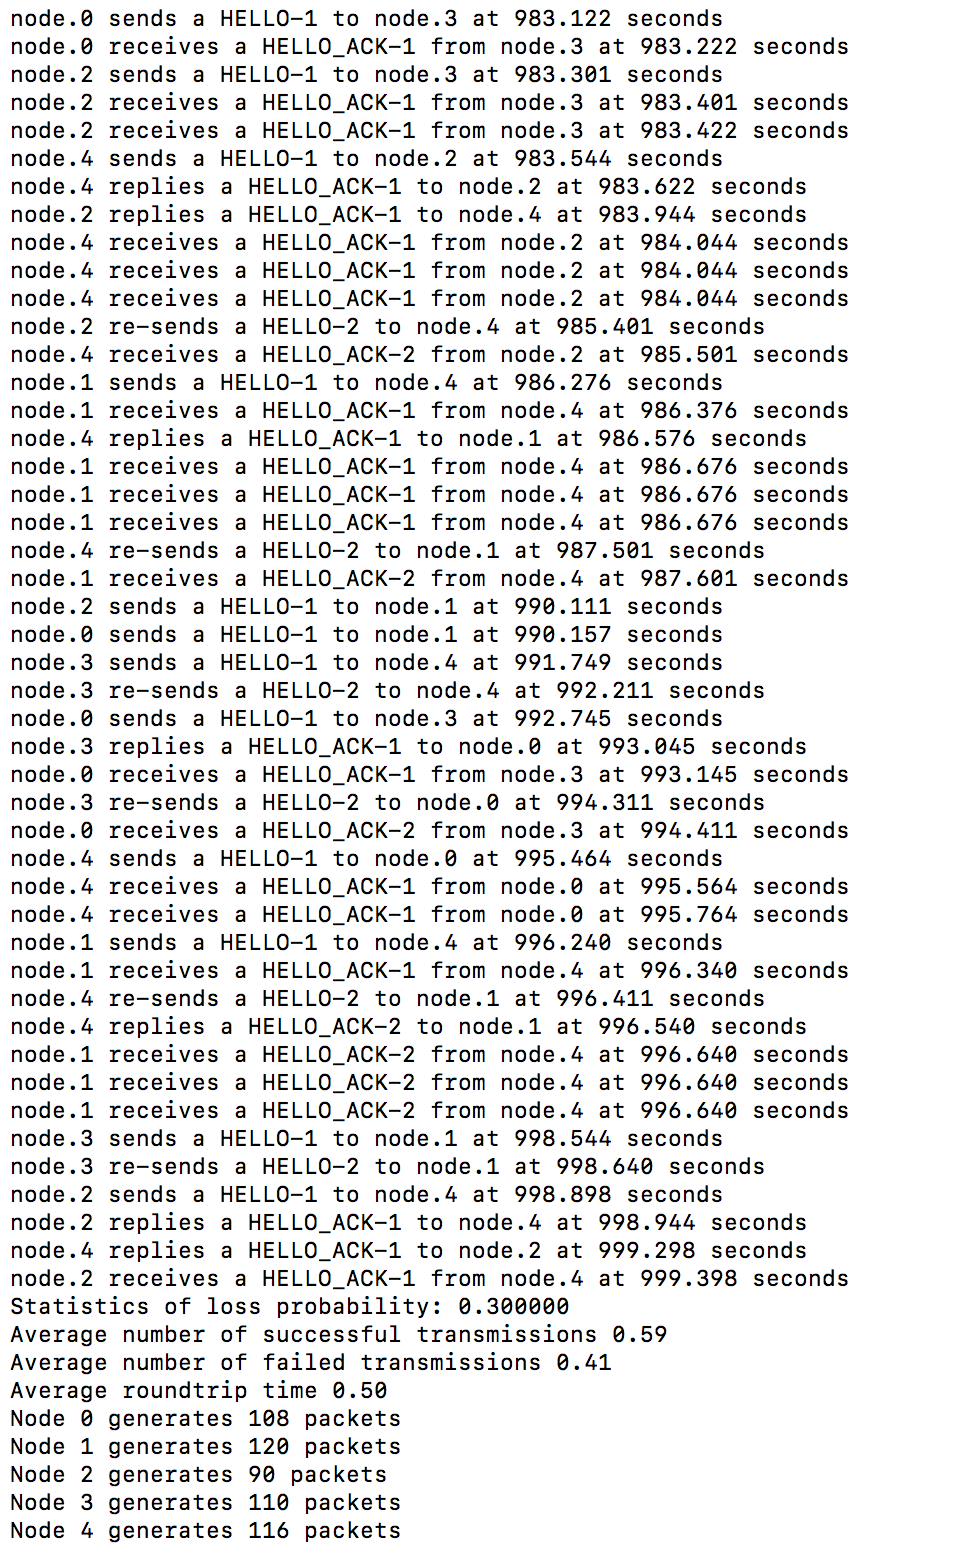 node.0 sends a HELLO-1 to node.3 at 983.122 seconds
node.0 receives a HELLO_ACK-1 from node.3 at 983.222 seconds
node.2 sends a HELLO-1 to node.3 at 983.301 seconds
node.2 receives a HELLO_ACK-1 from node.3 at 983.401 seconds
node.2 receives a HELLO_ACK-1 from node.3 at 983.422 seconds
node.4 sends a HELLO-1 to node.2 at 983.544 seconds
node.4 replies a HELLO_ACK-1 to node.2 at 983.622 seconds
node.2 replies a HELLO_ACK-1 to node.4 at 983.944 seconds
node.4 receives a HELLO_ACK-1 from node.2 at 984.044 seconds
node.4 receives a HELLO_ACK-1 from node.2 at 984.044 seconds
node.4 receives a HELLO_ACK-1 from node.2 at 984.044 seconds
node.2 re-sends a HELLO-2 to node.4 at 985.401 seconds
node.4 receives a HELLO_ACK-2 from node.2 at 985.501 seconds
node.1 sends a HELLO-1 to node.4 at 986.276 seconds
node.1 receives a HELLO_ACK-1 from node.4 at 986.376 seconds
node.4 replies a HELLO_ACK-1 to node.1 at 986.576 seconds
node.1 receives a HELLO_ACK-1 from node.4 at 986.676 seconds
node.1 receives a HELLO_ACK-1 from node.4 at 986.676 seconds
node.1 receives a HELLO_ACK-1 from node.4 at 986.676 seconds
node.4 re-sends a HELLO-2 to node.1 at 987.501 seconds
node.1 receives a HELLO_ACK-2 from node.4 at 987.601 seconds
node.2 sends a HELLO-1 to node.1 at 990.111 seconds
node.0 sends a HELLO-1 to node.1 at 990.157 seconds
node.3 sends a HELLO-1 to node.4 at 991.749 seconds
node.3 re-sends a HELLO-2 to node.4 at 992.211 seconds
node.0 sends a HELLO-1 to node.3 at 992.745 seconds
node.3 replies a HELLO_ACK-1 to node.0 at 993.045 seconds
node.0 receives a HELLO_ACK-1 from node.3 at 993.145 seconds
node.3 re-sends a HELLO-2 to node.0 at 994.311 seconds
node.0 receives a HELLO_ACK-2 from node.3 at 994.411 seconds
node.4 sends a HELLO-1 to node.0 at 995.464 seconds
node.4 receives a HELLO_ACK-1 from node.0 at 995.564 seconds
node.4 receives a HELLO_ACK-1 from node.0 at 995.764 seconds
node.1 sends a HELLO-1 to node.4 at 996.240 seconds
node.1 receives a HELLO_ACK-1 from node.4 at 996.340 seconds
node.4 re-sends a HELLO-2 to node.1 at 996.411 seconds
node.4 replies a HELLO_ACK-2 to node.1 at 996.540 seconds
node.1 receives a HELLO_ACK-2 from node.4 at 996.640 seconds
node.1 receives a HELLO_ACK-2 from node.4 at 996.640 seconds
node.1 receives a HELLO_ACK-2 from node.4 at 996.640 seconds
node.3 sends a HELLO-1 to node.1 at 998.544 seconds
node.3 re-sends a HELLO-2 to node.1 at 998.640 seconds
node.2 sends a HELLO-1 to node.4 at 998.898 seconds
node.2 replies a HELLO_ACK-1 to node.4 at 998.944 seconds
node.4 replies a HELLO_ACK-1 to node.2 at 999.298 seconds
node.2 receives a HELLO_ACK-1 from node.4 at 999.398 seconds
Statistics of loss probability: 0.300000
Average number of successful transmissions 0.59
Average number of failed transmissions 0.41
Average roundtrip time 0.50
Node 0 generates 108 packets
Node 1 generates 120 packets
Node 2 generates 90 packets
Node 3 generates 110 packets
Node 4 generates 116 packets